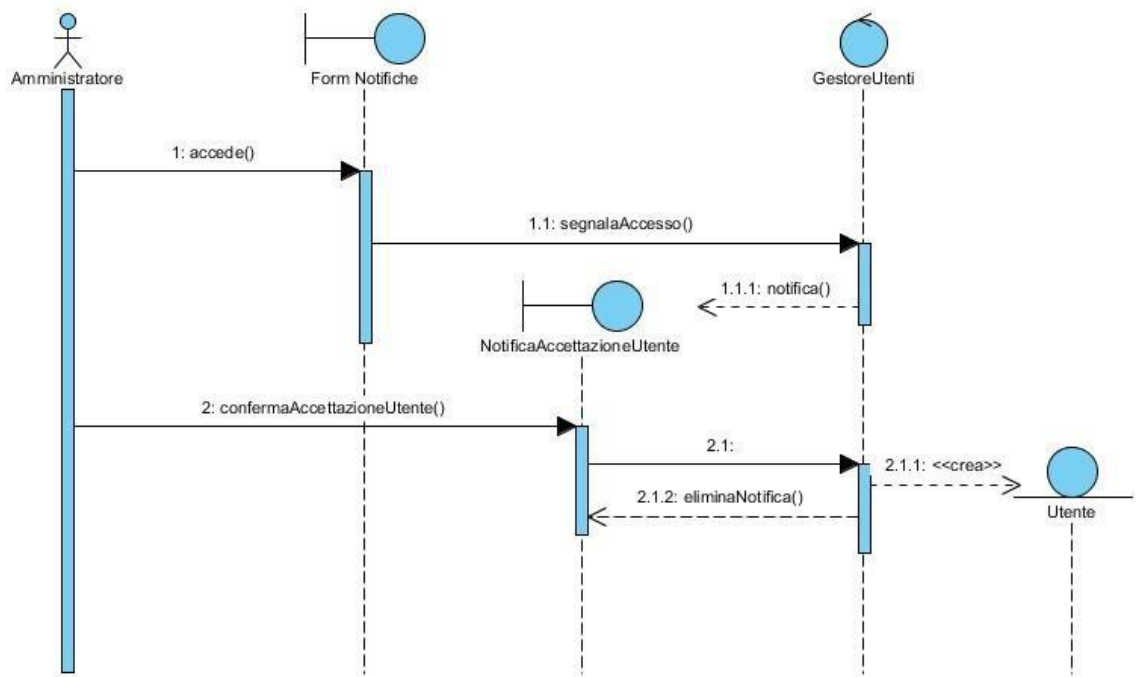 Amministratore
Form Notifiche
GestoreUtenti
1: accede()
1.1: segnalaAccesso()
1.1.1: notifica()
NotificaAccettazioneUtente
2: confermaAccettazioneUtente()
2.1:
2.1.1: <<crea>>
2.1.2: eliminaNotifica()
Utente